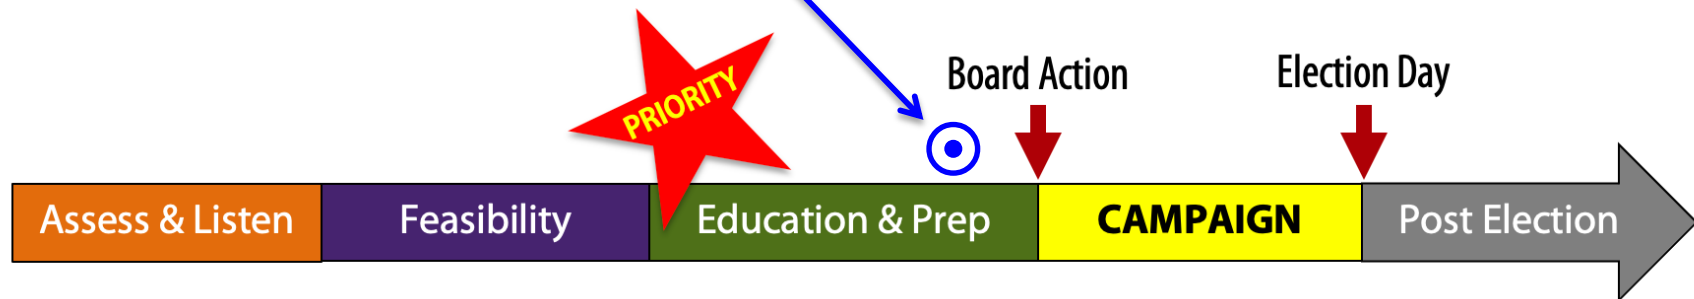 PRIORITY
Board Action
Election Day
Assess & Listen
Feasibility
Education & Prep
CAMPAIGN
Post Election